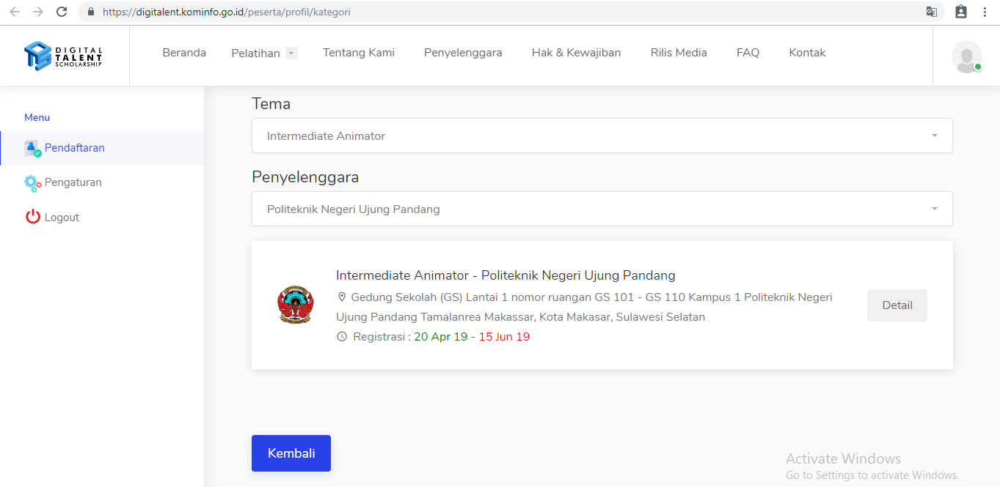 https://digitalent.kominfo.go.id/peserta/profil/kategori
DIGITAL
TALENT
SCHOLARSHIP
Beranda Pelatihan Tentang Kami Penyelenggara Hak & Kewajiban Rilis Media FAQ Kontak
Menu
Pendaftaran
Pengaturan
Logout
Tema
Intermediate Animator
Penyelenggara
Politeknik Negeri Ujung Pandang
Intermediate Animator - Politeknik Negeri Ujung Pandang
Gedung Sekolah (GS) Lantai 1 nomor ruangan GS 101 - GS 110 Kampus 1 Politeknik Negeri
Ujung Pandang Tamalanrea Makassar, Kota Makasar, Sulawesi Selatan
Registrasi : 20 Apr 19 - 15 Jun 19
Detail
Kembali
Activate Windows
Go to Settings to activate Windows.